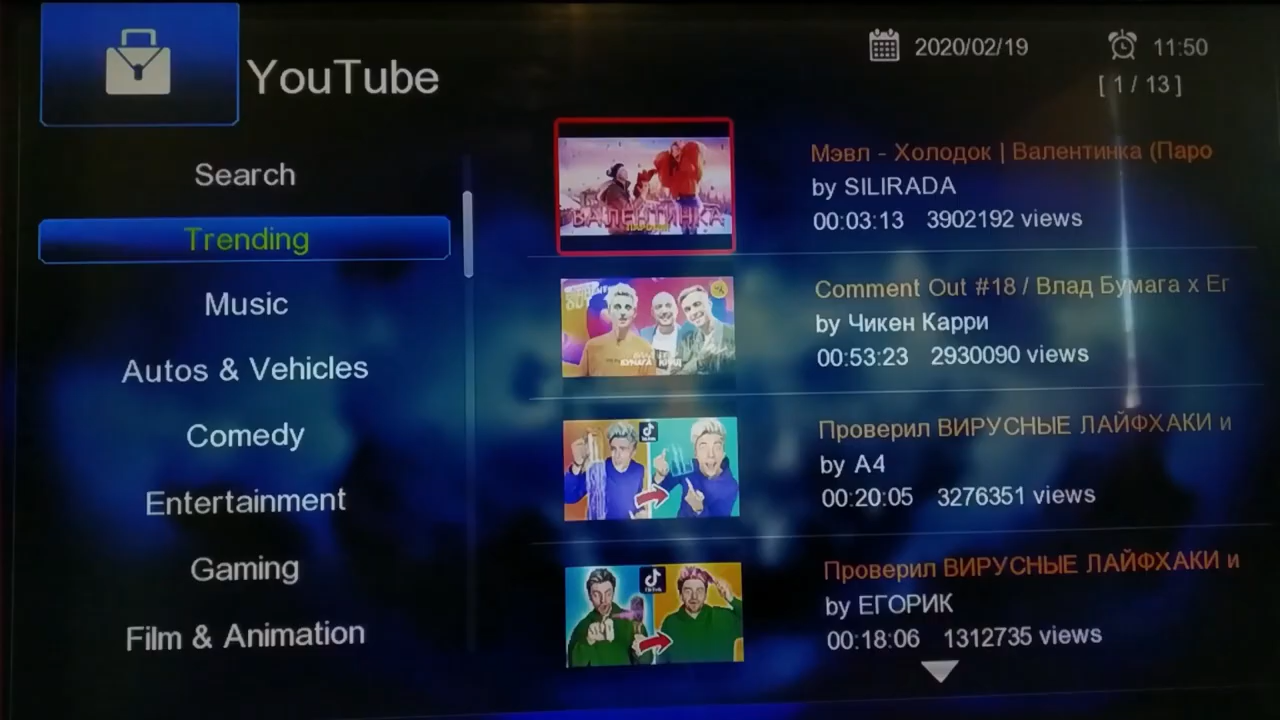 YouTube
2020/02/19
11:50
[ 1 / 13 ]
Search
Trending
Music
Autos & Vehicles
Comedy
Entertainment
Gaming
Film & Animation
ВАЛЕНТИНКА
Мэвл - Холодок | Валентинка (Паро
by SILIRADA
00:03:13 3902192 views
Comment Out #18 / Влад Бумага х Ег
by Чикен Карри
00:53:23 2930090 views
Проверил ВИРУСНЫЕ ЛАЙФХАКИ и
by A4
00:20:05 3276351 views
Проверил ВИРУСНЫЕ ЛАЙФХАКИ и
by ЕГОРИК
00:18:06 1312735 views